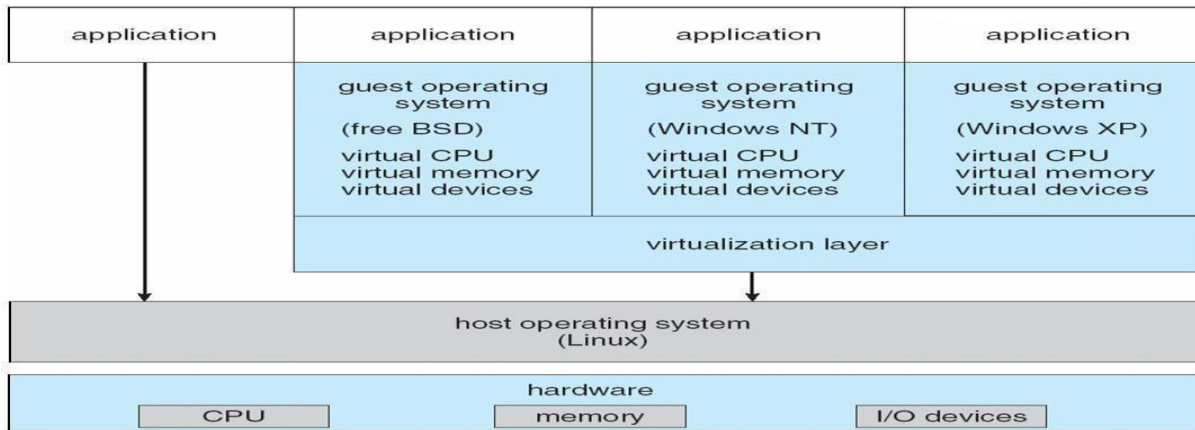 application
application
application
application
guest operating
system
(free BSD)
virtual CPU
virtual memory
virtual devices
guest operating
system
(Windows NT)
virtual CPU
virtual memory
virtual devices
guest operating
system
(Windows XP)
virtual CPU
virtual memory
virtual devices
virtualization layer
host operating system
(Linux)
hardware
CPU
memory
I/O devices